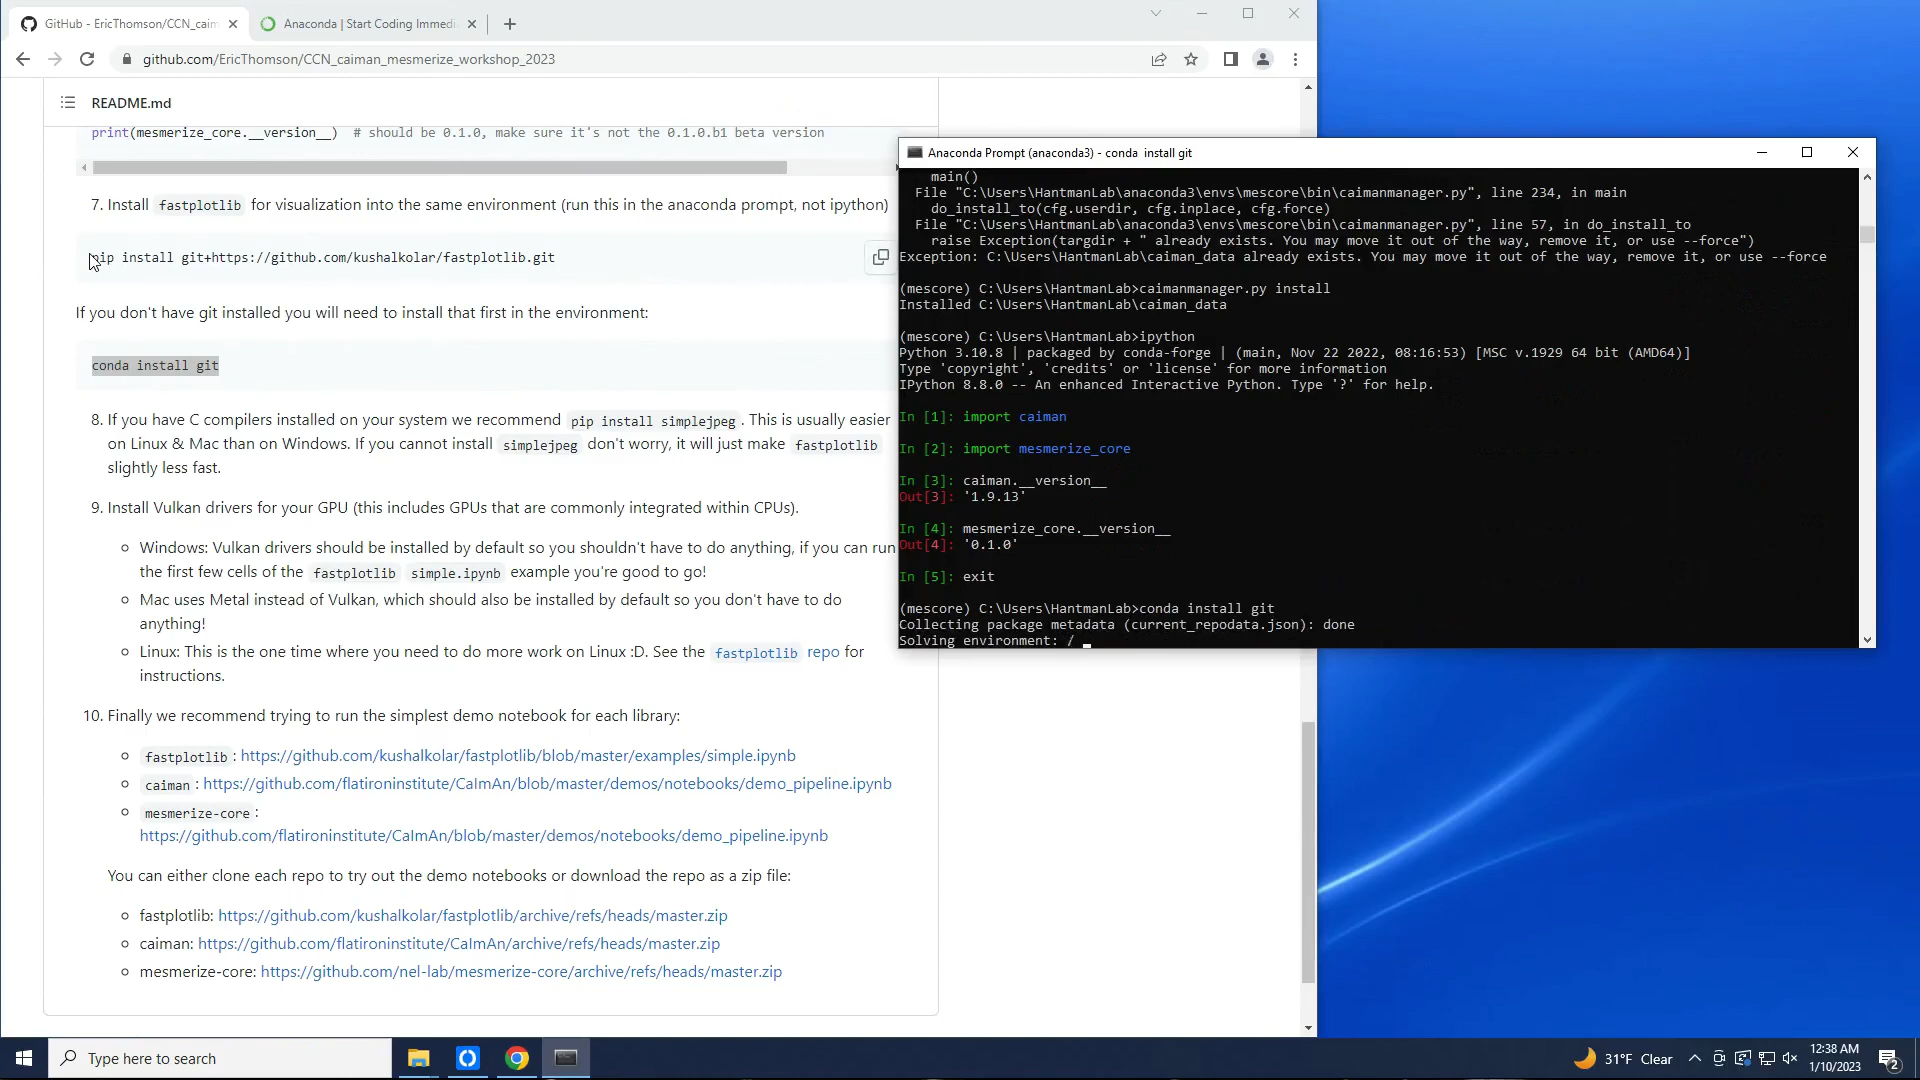 GitHub - EricThomson/CCN_caim
Anaconda | Start Coding Immedi
github.com/EricThomson/CCN_caiman_mesmerize_workshop_2023
README.md
print(mesmerize_core.__version__)  # should be 0.1.0, make sure it's not the 0.1.0.b1 beta version
7. Install fastplotlib for visualization into the same environment (run this in the anaconda prompt, not ipython)
pip install git+https://github.com/kushalkolar/fastplotlib.git
If you don't have git installed you will need to install that first in the environment:
conda install git
8. If you have C compilers installed on your system we recommend pip install simplejpeg. This is usually easier
on Linux & Mac than on Windows. If you cannot install simplejpeg don't worry, it will just make fastplotlib
slightly less fast.
9. Install Vulkan drivers for your GPU (this includes GPUs that are commonly integrated within CPUs).
Windows: Vulkan drivers should be installed by default so you shouldn't have to do anything, if you can run
the first few cells of the fastplotlib simple.ipynb example you're good to go!
Mac uses Metal instead of Vulkan, which should also be installed by default so you don't have to do
anything!
Linux: This is the one time where you need to do more work on Linux :D. See the fastplotlib repo for
instructions.
10. Finally we recommend trying to run the simplest demo notebook for each library:
fastplotlib : https://github.com/kushalkolar/fastplotlib/blob/master/examples/simple.ipynb
caiman : https://github.com/flatironinstitute/CaImAn/blob/master/demos/notebooks/demo_pipeline.ipynb
mesmerize-core :
https://github.com/flatironinstitute/CaImAn/blob/master/demos/notebooks/demo_pipeline.ipynb
You can either clone each repo to try out the demo notebooks or download the repo as a zip file:
fastplotlib: https://github.com/kushalkolar/fastplotlib/archive/refs/heads/master.zip
caiman: https://github.com/flatironinstitute/CaImAn/archive/refs/heads/master.zip
mesmerize-core: https://github.com/nel-lab/mesmerize-core/archive/refs/heads/master.zip
Anaconda Prompt (anaconda3) - conda  install git
main()
File "C:\Users\HantmanLab\anaconda3\envs\mescore\bin\caimanmanager.py", line 234, in main
do_install_to(cfg.userdir, cfg.inplace, cfg.force)
File "C:\Users\HantmanLab\anaconda3\envs\mescore\bin\caimanmanager.py", line 57, in do_install_to
raise Exception(targdir + " already exists. You may move it out of the way, remove it, or use --force")
Exception: C:\Users\HantmanLab\caiman_data already exists. You may move it out of the way, remove it, or use --force
(mescore) C:\Users\HantmanLab>caimanmanager.py install
Installed C:\Users\HantmanLab\caiman_data
(mescore) C:\Users\HantmanLab>ipython
Python 3.10.8 | packaged by conda-forge | (main, Nov 22 2022, 08:16:53) [MSC v.1929 64 bit (AMD64)]
Type 'copyright', 'credits' or 'license' for more information
IPython 8.8.0 -- An enhanced Interactive Python. Type '?' for help.
In [1]: import caiman
In [2]: import mesmerize_core
In [3]: caiman.__version__
Out[3]: '1.9.13'
In [4]: mesmerize_core.__version__
Out[4]: '0.1.0'
In [5]: exit
(mescore) C:\Users\HantmanLab>conda install git
Collecting package metadata (current_repodata.json): done
Solving environment: / _
Type here to search
31°F Clear
12:38 AM
1/10/2023
2